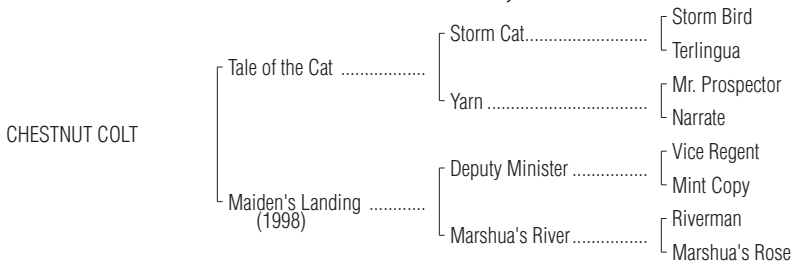 Storm Bird
Storm Cat..........................
Terlingua
Tale of the Cat ..................
Mr. Prospector
Yarn ..................................
Narrate
CHESTNUT COLT
Vice Regent
Deputy Minister ................
Mint Copy
Maiden's Landing ............
(1998)
Riverman
Marshua's River................
Marshua's Rose